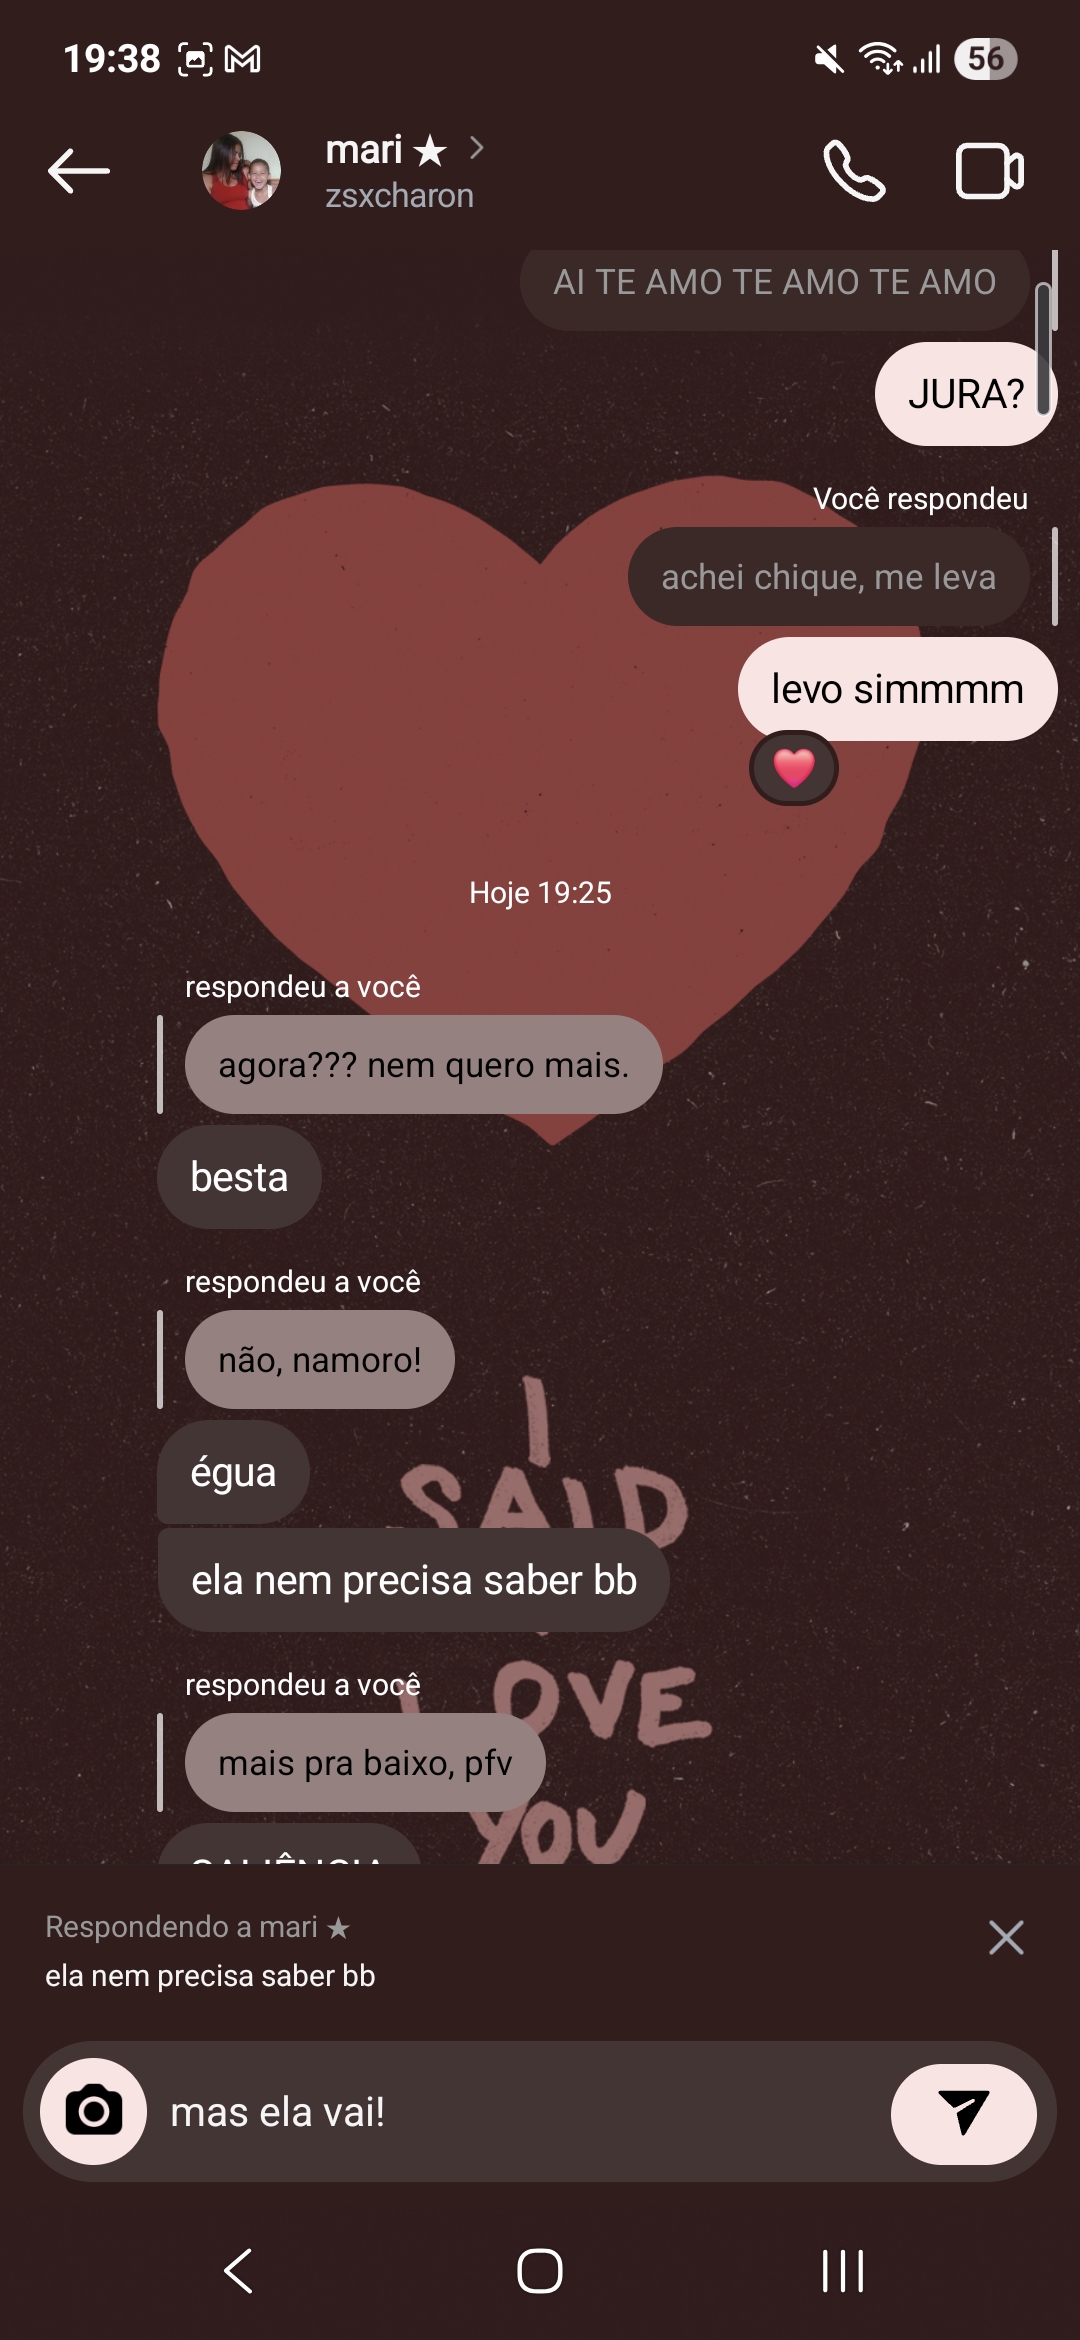 19:38
56
mari ★ >
zsxcharon
AI TE AMO TE AMO TE AMO
JURA?
Você respondeu
achei chique, me leva
levo simmmm
Hoje 19:25
respondeu a você
agora??? nem quero mais.
besta
respondeu a você
não, namoro!
égua
I
SAID
ela nem precisa saber bb
respondeu a você
LOVE
mais pra baixo, pfv
YOU
Respondendo a mari ★
ela nem precisa saber bb
mas ela vai!